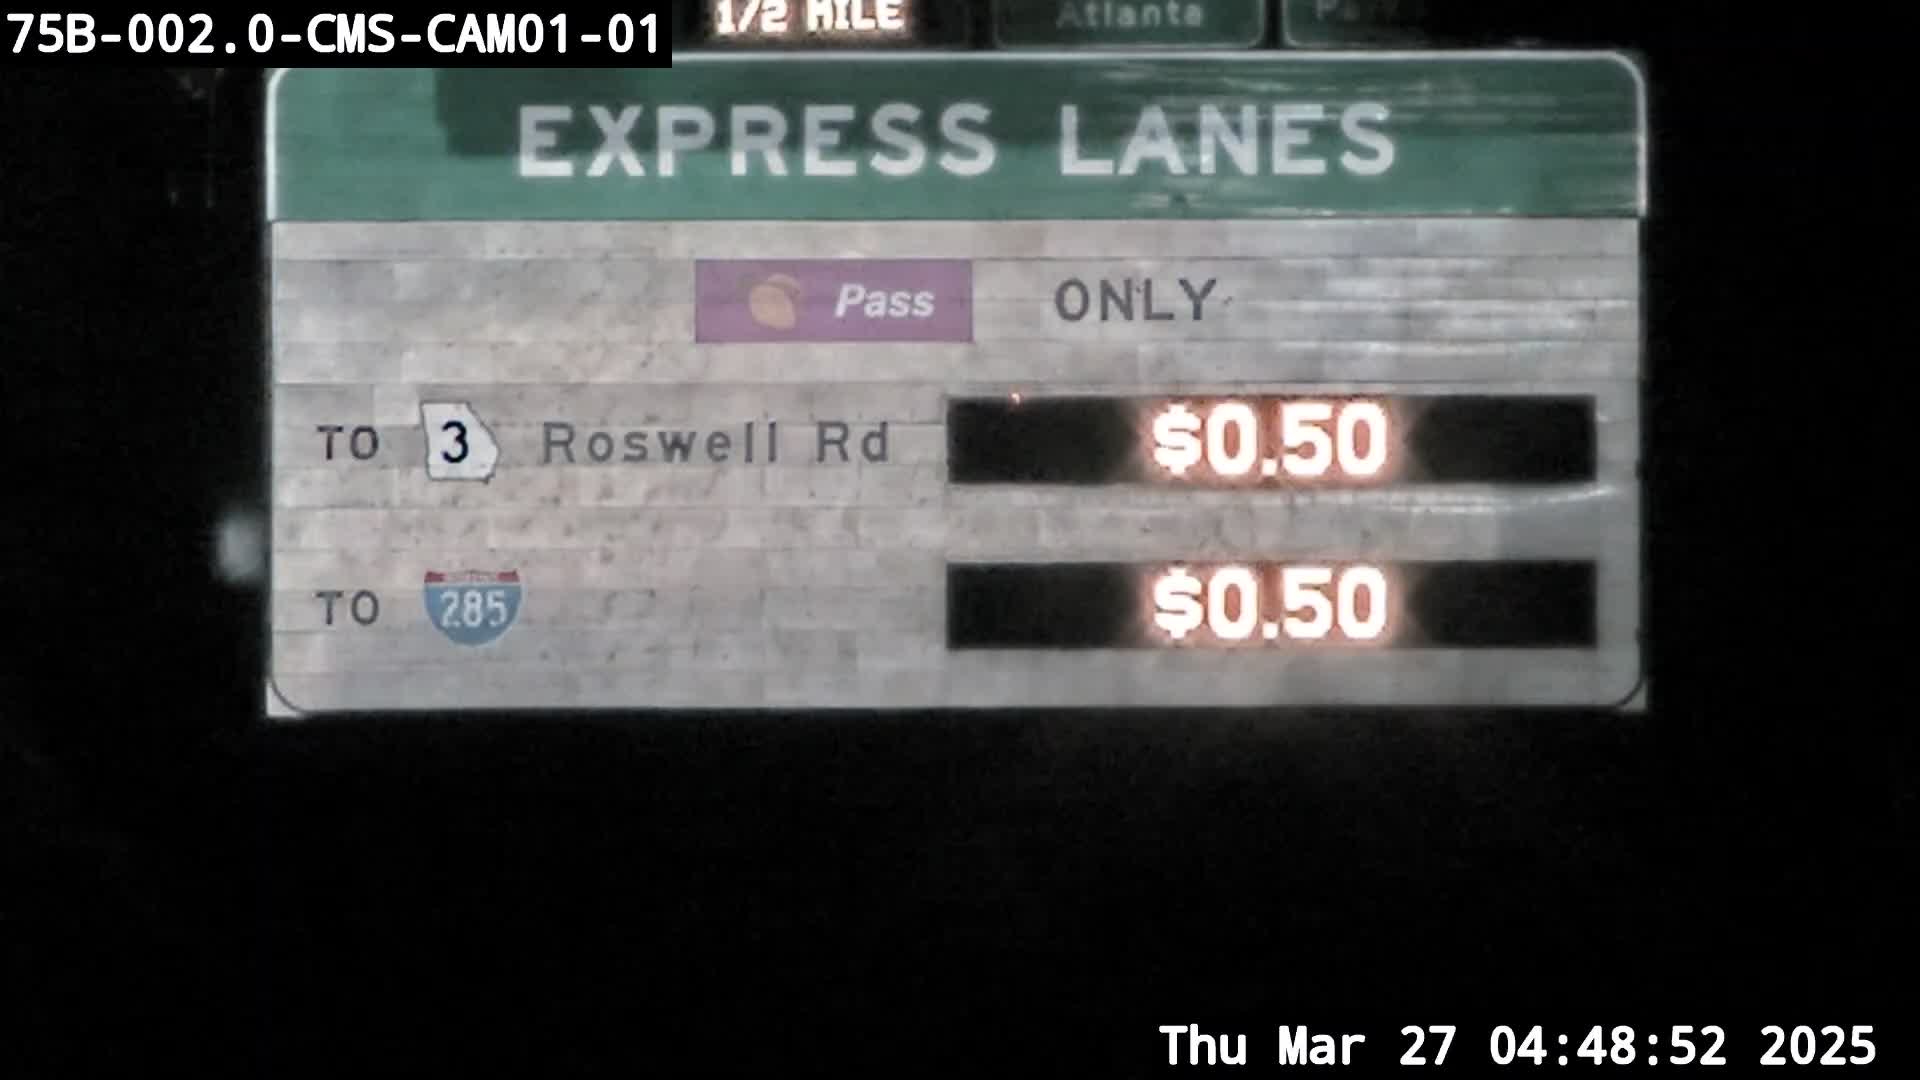 75B-002.0-CMS-CAM01-01
1/2 MILE
Atlanta
EXPRESS LANES
Pass ONLY
TO 3 Roswell Rd $0.50
TO 285 $0.50
Thu Mar 27 04:48:52 2025